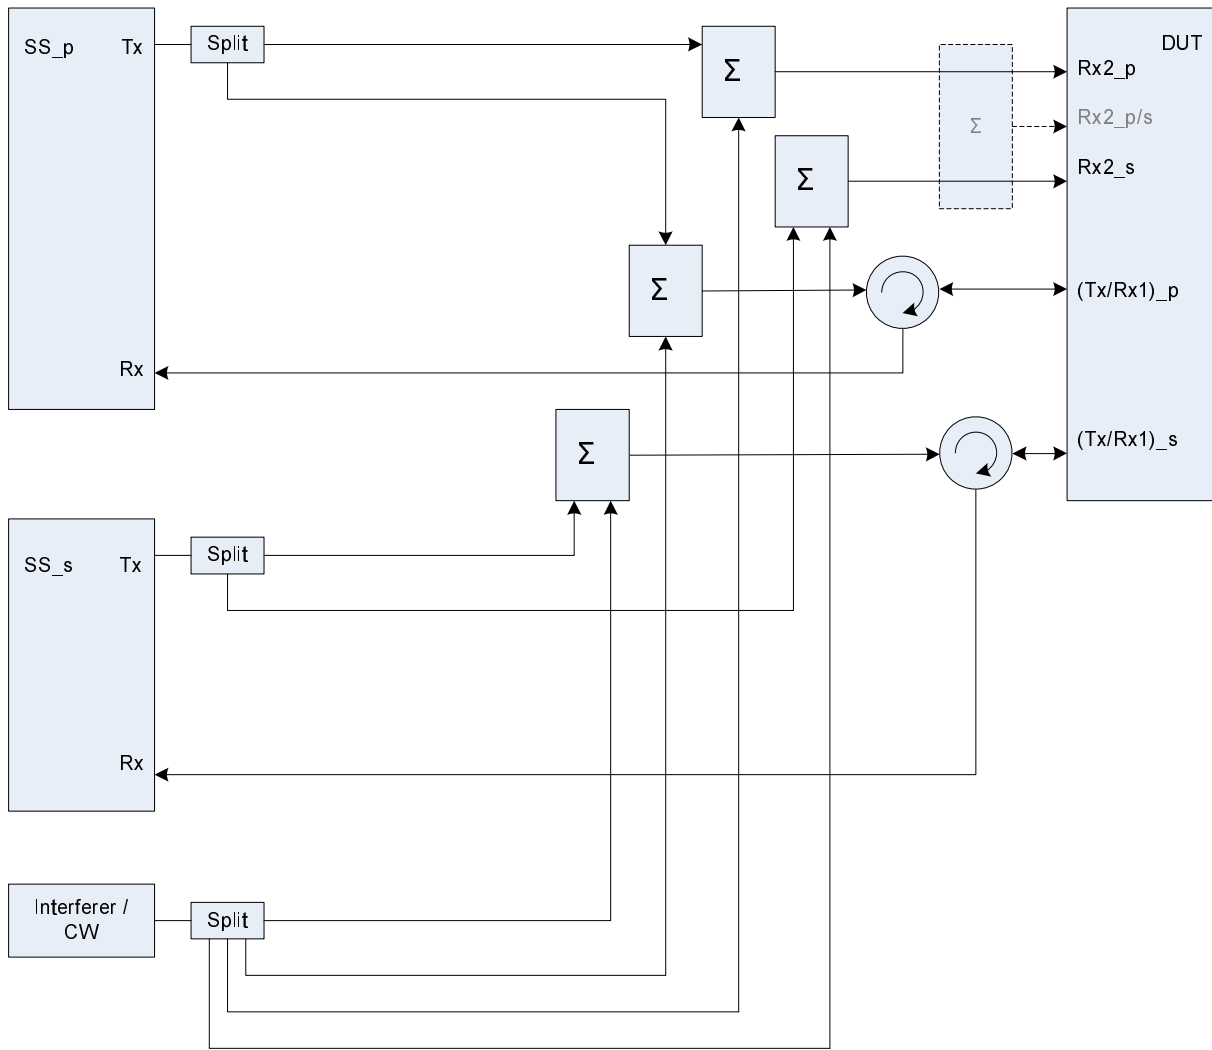 SS_p
Tx
Split
Σ
DUT
Rx2_p
Σ
Rx2_p/s
Σ
Rx2_s
Σ
(Tx/Rx1)_p
Rx
Σ
(Tx/Rx1)_s
SS_s
Tx
Split
Rx
Interferer /
CW
Split